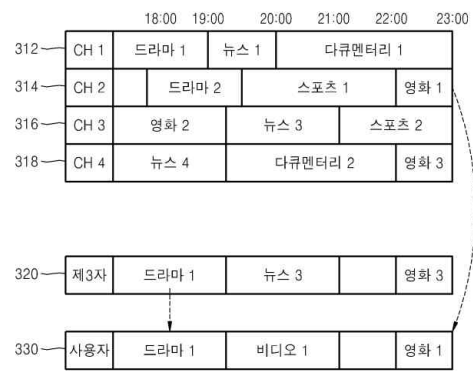 18:00 19:00 20:00 21:00 22:00 23:00
312 CH 1 드라마 1 뉴스 1 다큐멘터리 1
314 CH 2 드라마 2 스포츠 1 영화 1
316 CH 3 영화 2 뉴스 3 스포츠 2
318 CH 4 뉴스 4 다큐멘터리 2 영화 3
320 제3자 드라마 1 뉴스 3 영화 3
330 사용자 드라마 1 비디오 1 영화 1